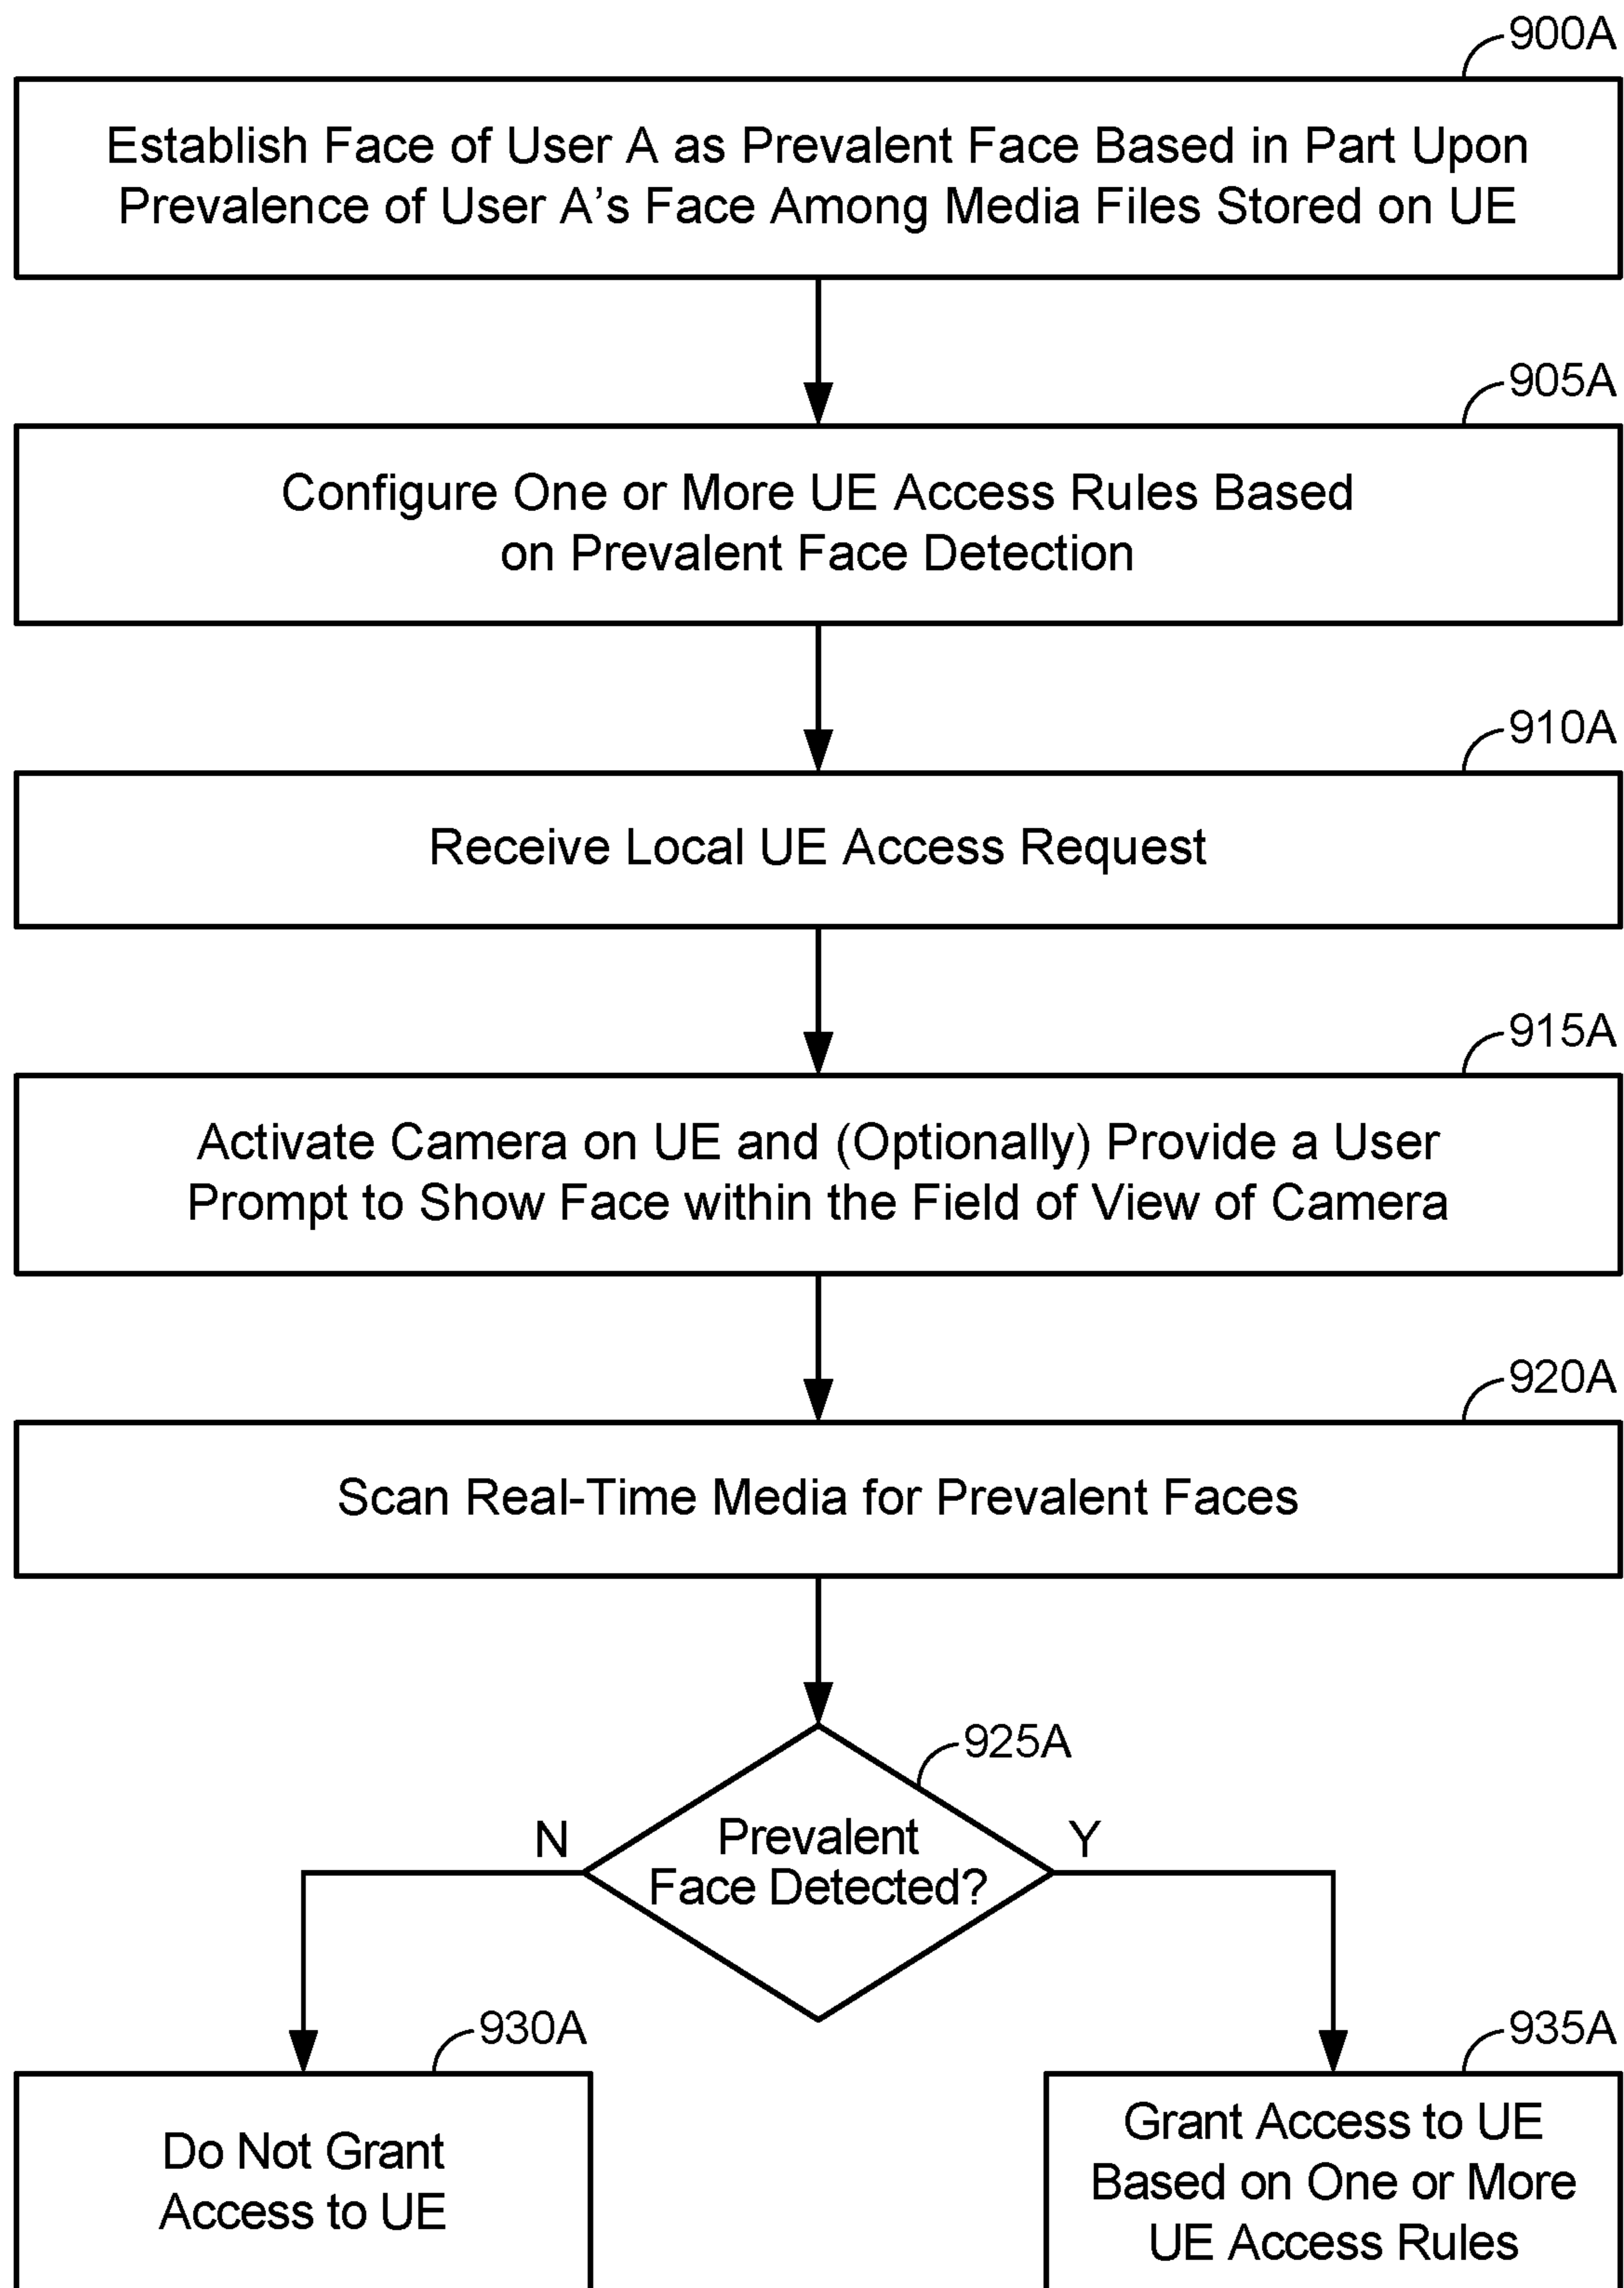 900A
Establish Face of User A as Prevalent Face Based in Part Upon
Prevalence of User A’s Face Among Media Files Stored on UE
905A
Configure One or More UE Access Rules Based
on Prevalent Face Detection
910A
Receive Local UE Access Request
915A
Activate Camera on UE and (Optionally) Provide a User
Prompt to Show Face within the Field of View of Camera
920A
Scan Real-Time Media for Prevalent Faces
925A
N
Prevalent
Face Detected?
Y
930A
Do Not Grant
Access to UE
935A
Grant Access to UE
Based on One or More
UE Access Rules